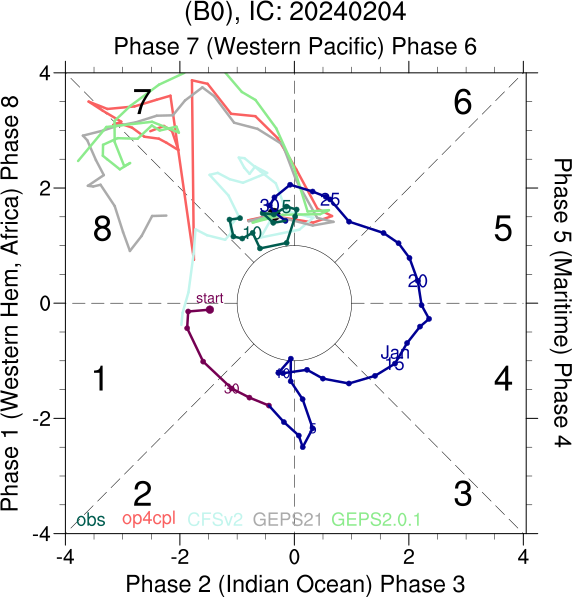 (B0), IC: 20240204
Phase 7 (Western Pacific) Phase 6
4
7
6
Phase 1 (Western Hem, Africa) Phase 8
Phase 5 (Maritime) Phase 4
2
30 5
25
8
10
5
20
start
0
Jan
15
10
1
4
30
-2
5
2
3
obs op4cpl CFSv2 GEPS21 GEPS2.0.1
-4
-4 -2 0 2 4
Phase 2 (Indian Ocean) Phase 3